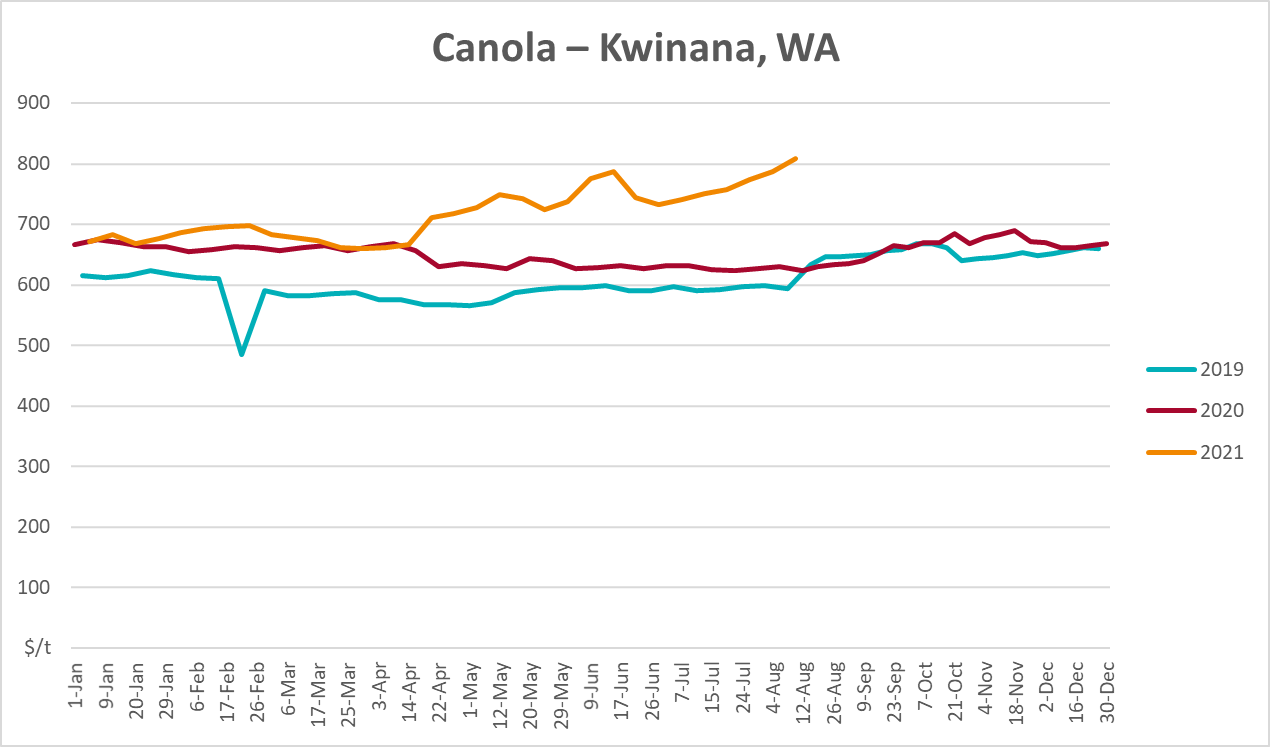 Canola – Kwinana, WA
900
800
700
600
500
400
300
200
100
$/t
1-Jan
9-Jan
20-Jan
29-Jan
6-Feb
17-Feb
26-Feb
6-Mar
17-Mar
25-Mar
3-Apr
14-Apr
22-Apr
1-May
12-May
20-May
29-May
9-Jun
17-Jun
26-Jun
7-Jul
15-Jul
24-Jul
4-Aug
12-Aug
26-Aug
9-Sep
23-Sep
7-Oct
21-Oct
4-Nov
18-Nov
2-Dec
16-Dec
30-Dec
2019
2020
2021